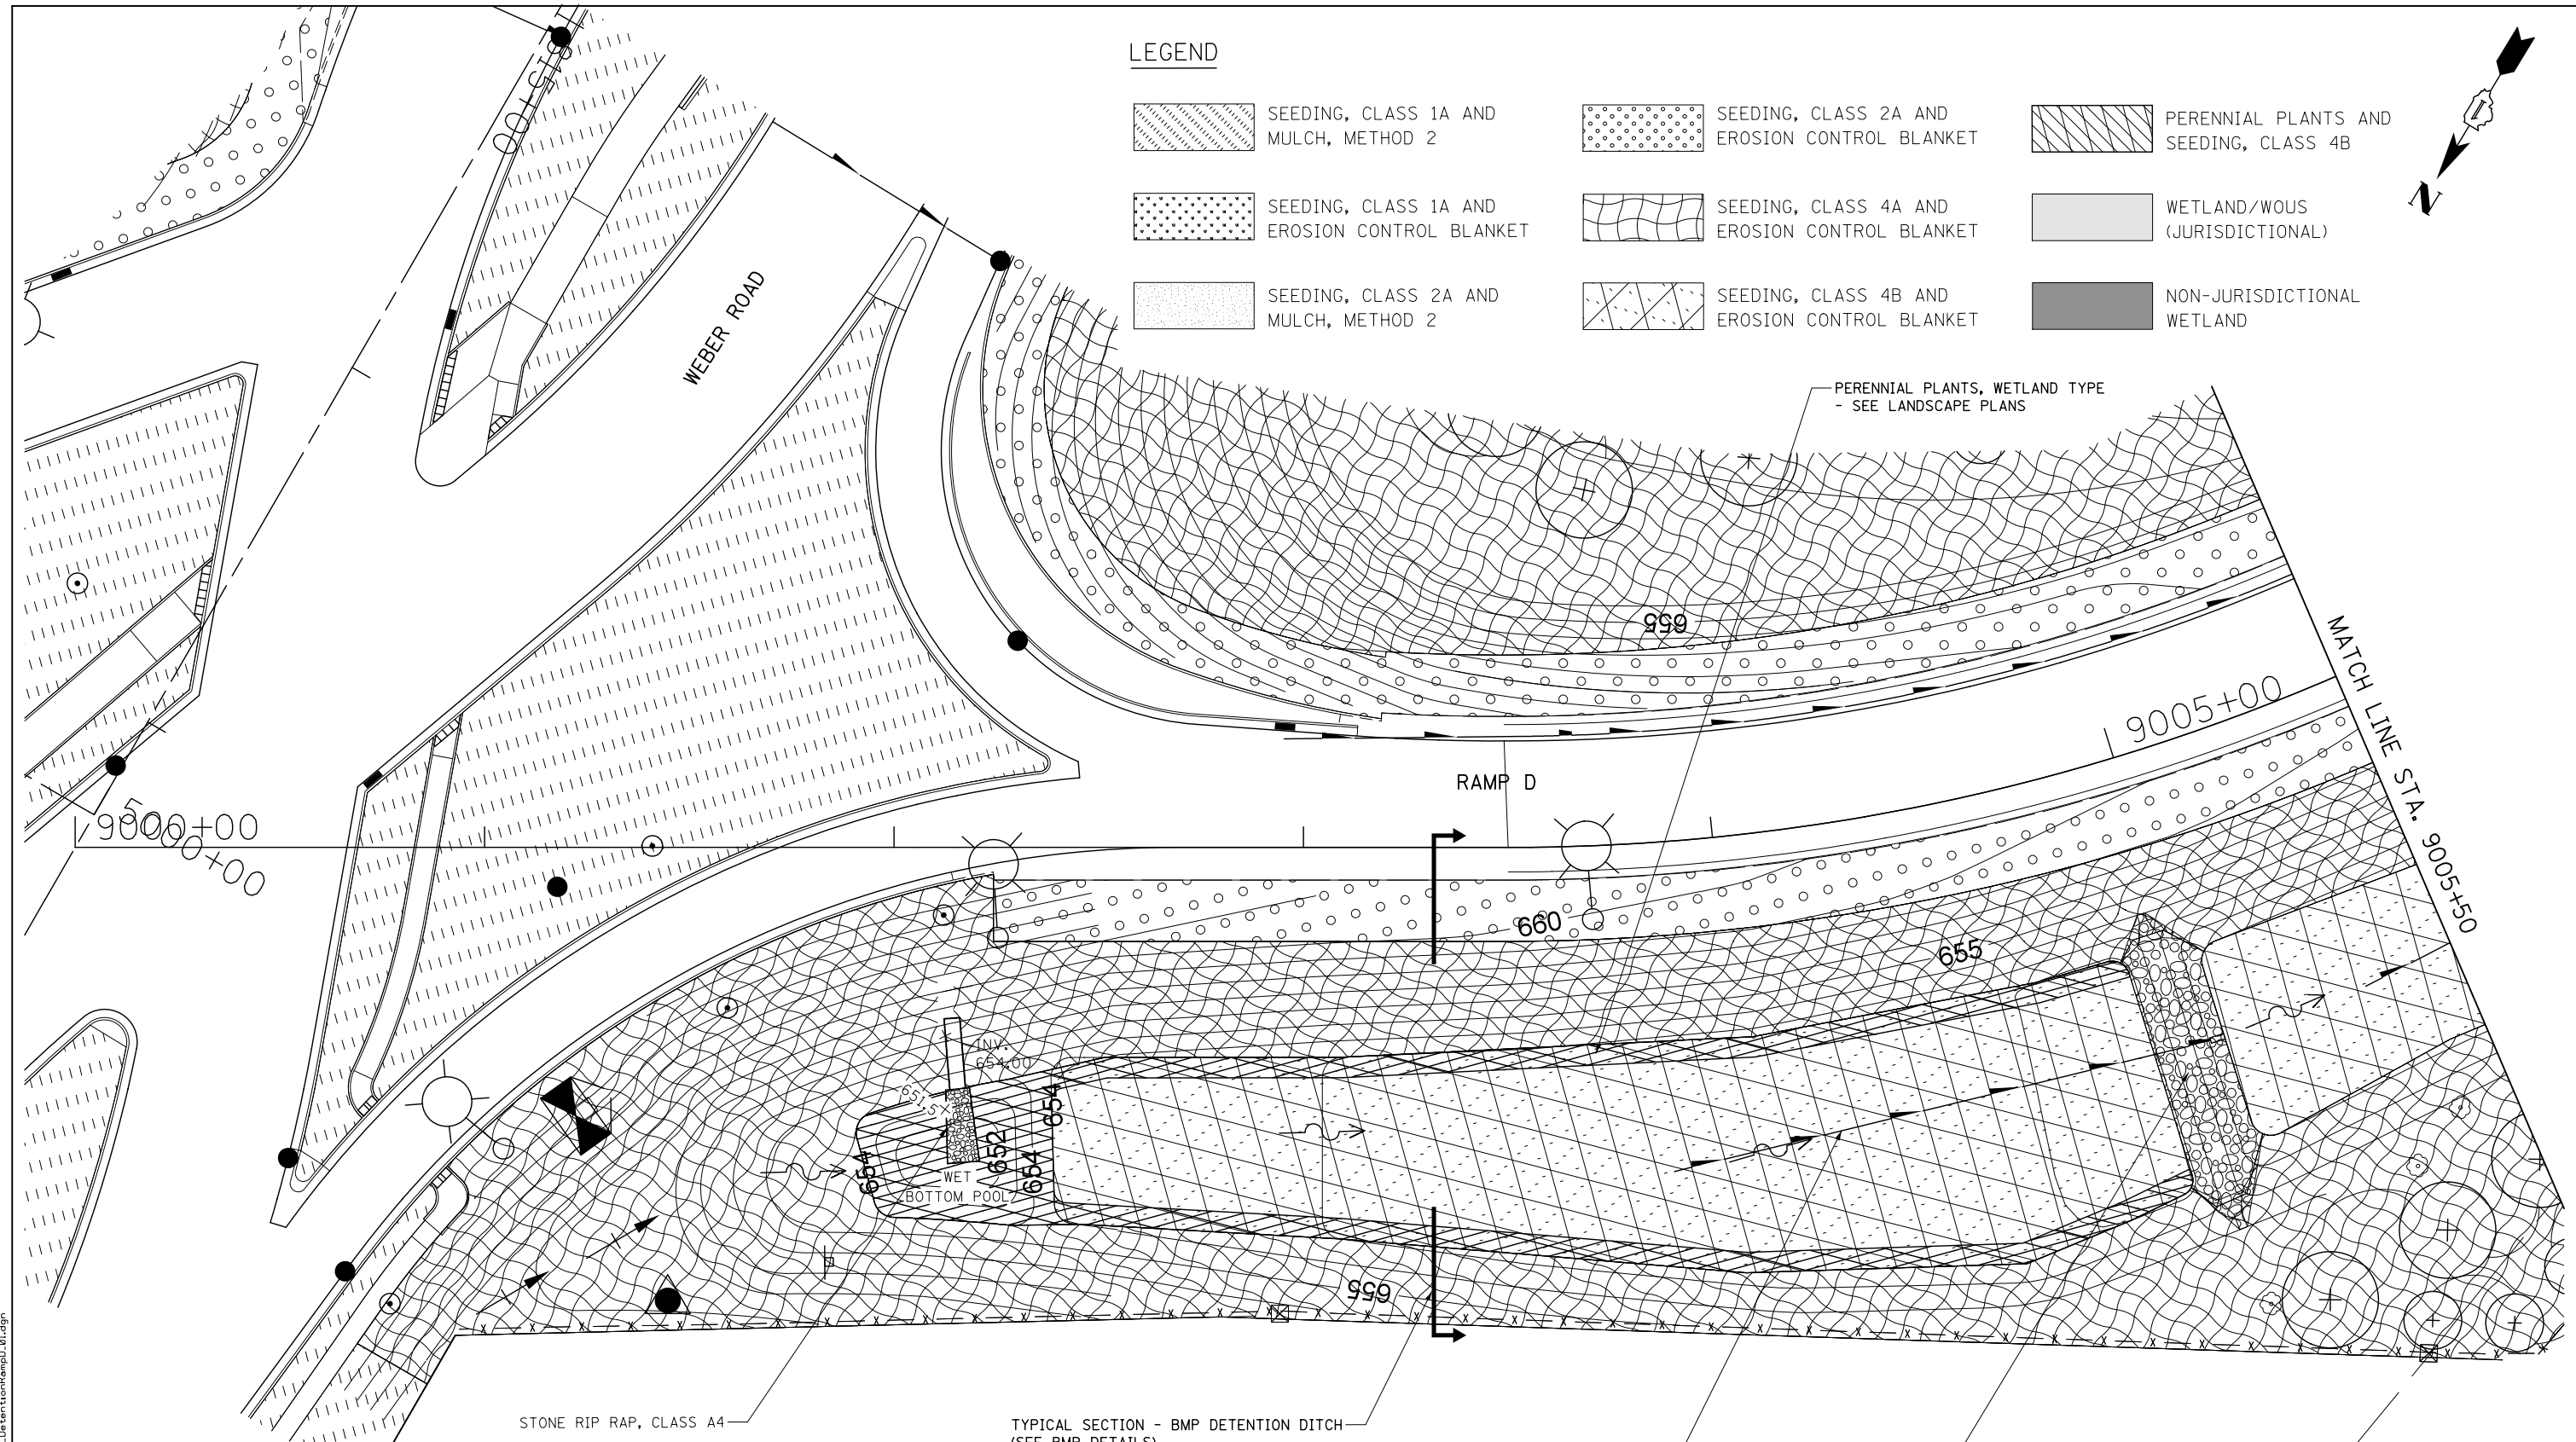 LEGEND
SEEDING, CLASS 1A AND
MULCH, METHOD 2
SEEDING, CLASS 2A AND
EROSION CONTROL BLANKET
PERENNIAL PLANTS AND
SEEDING, CLASS 4B
SEEDING, CLASS 1A AND
EROSION CONTROL BLANKET
SEEDING, CLASS 4A AND
EROSION CONTROL BLANKET
WETLAND/WOUS
(JURISDICTIONAL)
SEEDING, CLASS 2A AND
MULCH, METHOD 2
SEEDING, CLASS 4B AND
EROSION CONTROL BLANKET
NON-JURISDICTIONAL
WETLAND
N
WEBER ROAD
PERENNIAL PLANTS, WETLAND TYPE
- SEE LANDSCAPE PLANS
655
MATCH LINE STA. 9005+50
9005+00
RAMP D
9000+00
660
655
INV.
654.00
651.5
654
652
654
654
WET
BOTTOM POOL
655
STONE RIP RAP, CLASS A4
TYPICAL SECTION - BMP DETENTION DITCH
(SEE BMP DETAILS)